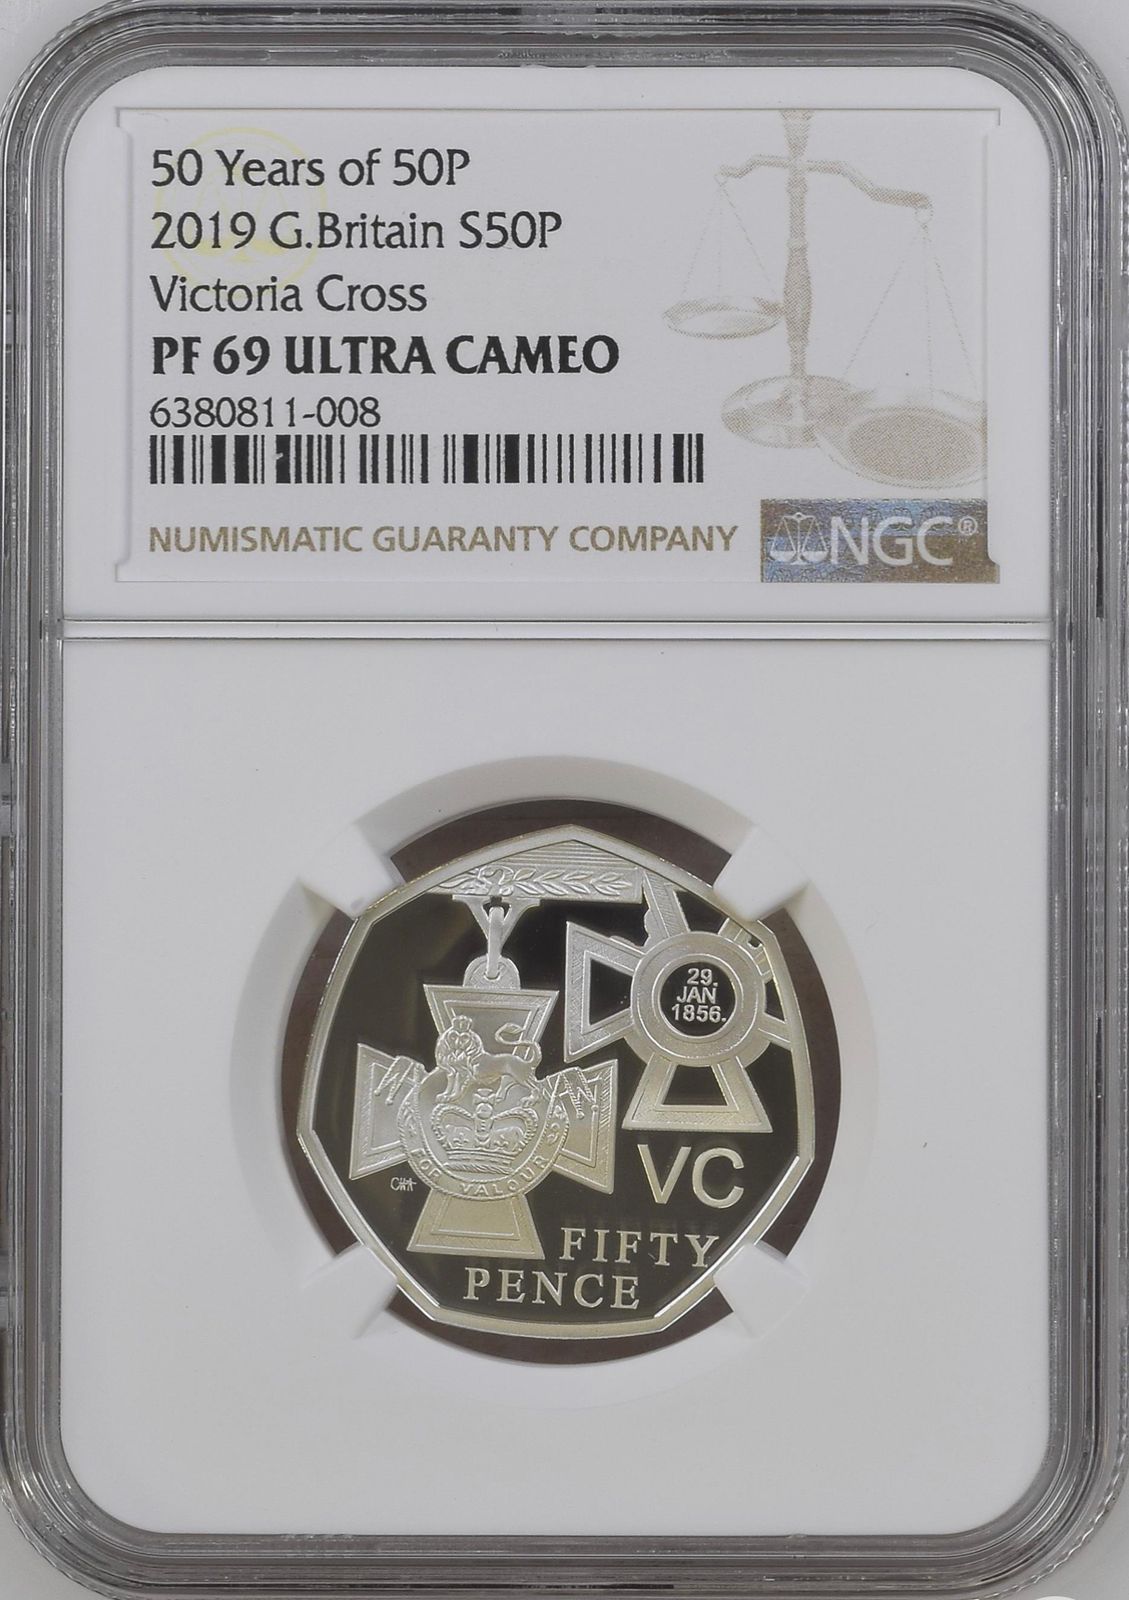 50 Years of 50P
2019 G.Britain S50P
Victoria Cross
PF 69 ULTRA CAMEO
6380811-008
NUMISMATIC GUARANTY COMPANY
NGC®
29.
JAN
1856.
FOR VALOUR
VC
FIFTY
PENCE